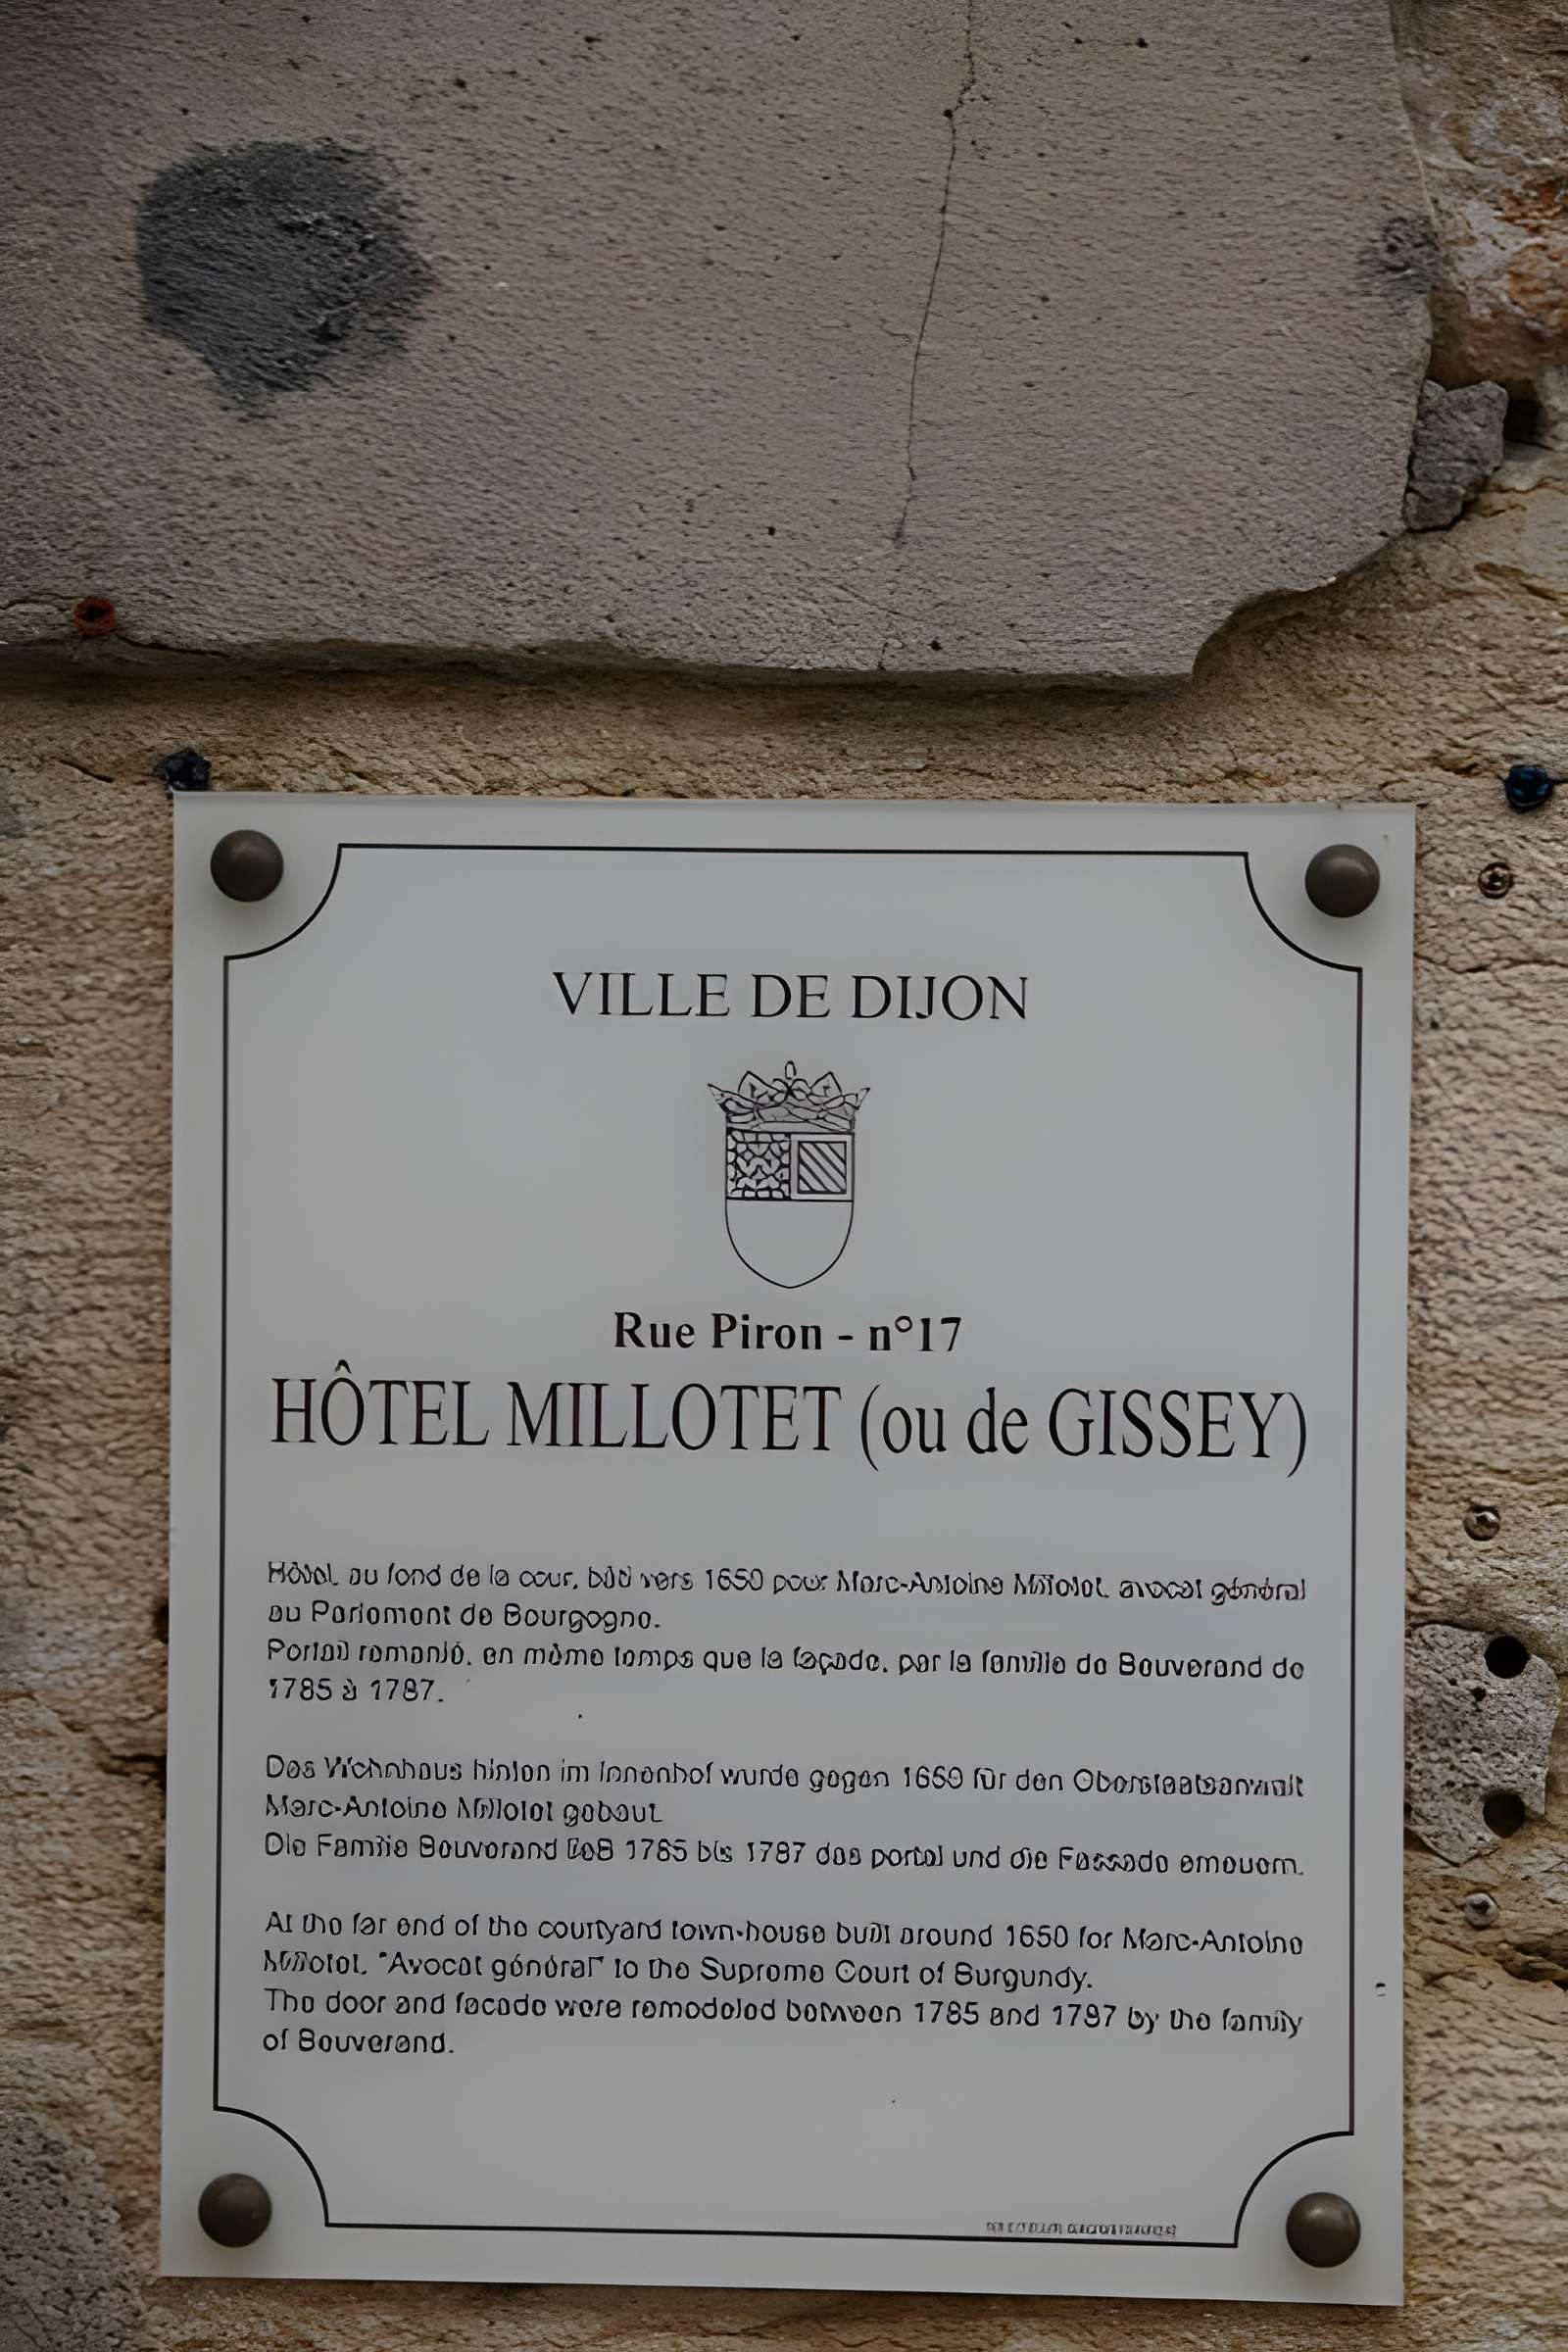 VILLE DE DIJON
Rue Piron - n°17
HÔTEL MILLOTET (ou de GISSEY)
Hôtel, au fond de la cour, bâti vers 1650 pour Marc-Antoine Millotet, avocat général
au Parlement de Bourgogne.
Portail remanié, en même temps que la façade, par la famille de Bouverand de
1785 à 1787.
Das Wohnhaus hinten im Innenhof wurde gegen 1650 für den Oberstaatsanwalt
Marc-Antoine Millotet gebaut.
Die Familie Bouverand ließ 1785 bis 1787 das portal und die Fassade erneuern.
At the far end of the courtyard town-house built around 1650 for Marc-Antoine
Millotet, "Avocat général" to the Supreme Court of Burgundy.
The door and facade were remodeled between 1785 and 1787 by the family
of Bouverand.